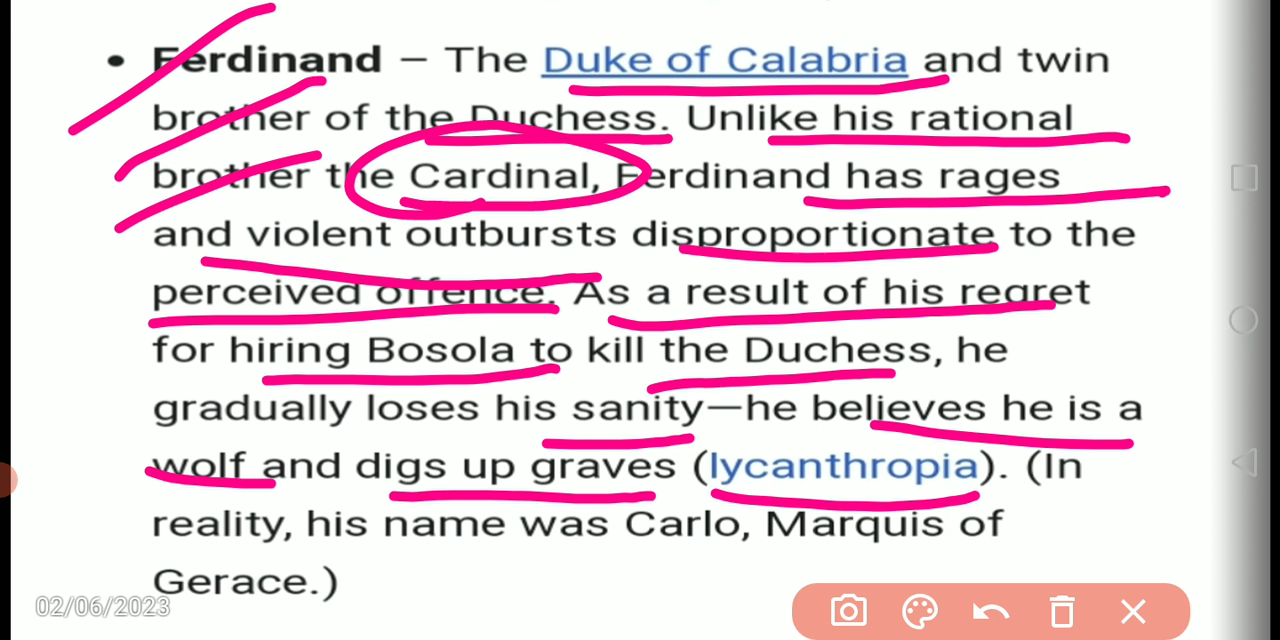 • Ferdinand – The Duke of Calabria and twin
brother of the Duchess. Unlike his rational
brother the Cardinal, Ferdinand has rages
and violent outbursts disproportionate to the
perceived offence. As a result of his regret
for hiring Bosola to kill the Duchess, he
gradually loses his sanity—he believes he is a
wolf and digs up graves (lycanthropia). (In
reality, his name was Carlo, Marquis of
Gerace.)
02/06/2023